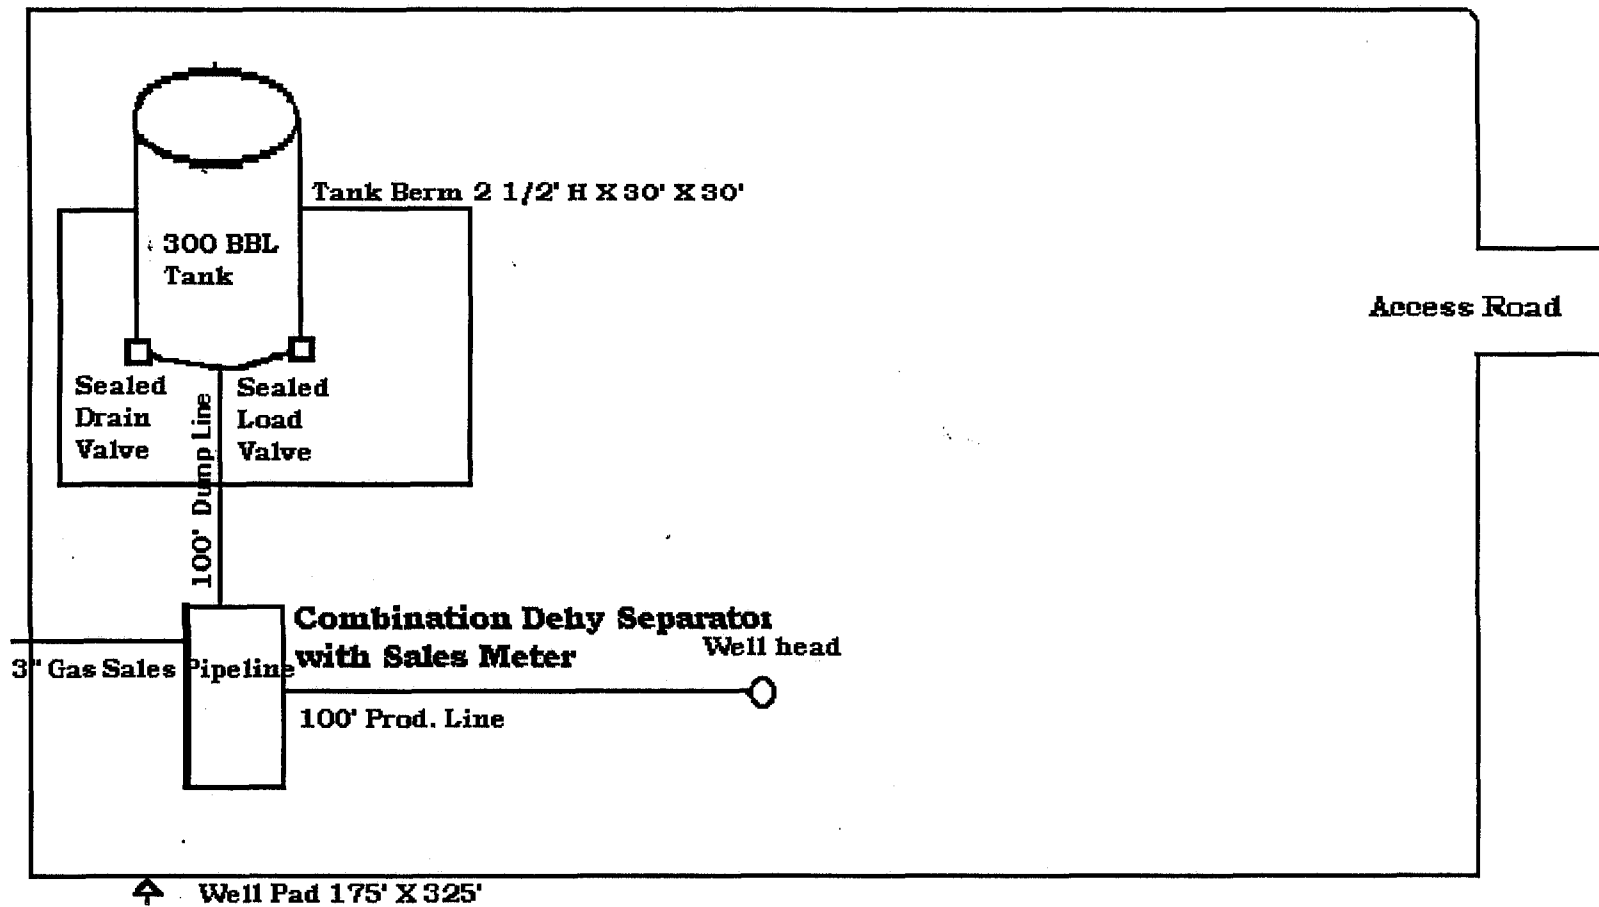 Tank Berm 2 1/2' H X 30' X 30'
300 BBL
Tank
Access Road
Sealed
Drain
Valve
Sealed
Load
Valve
100' Dump Line
Combination Dehy Separator
with Sales Meter
Well head
3" Gas Sales Pipeline
100' Prod. Line
Well Pad 175' X 325'